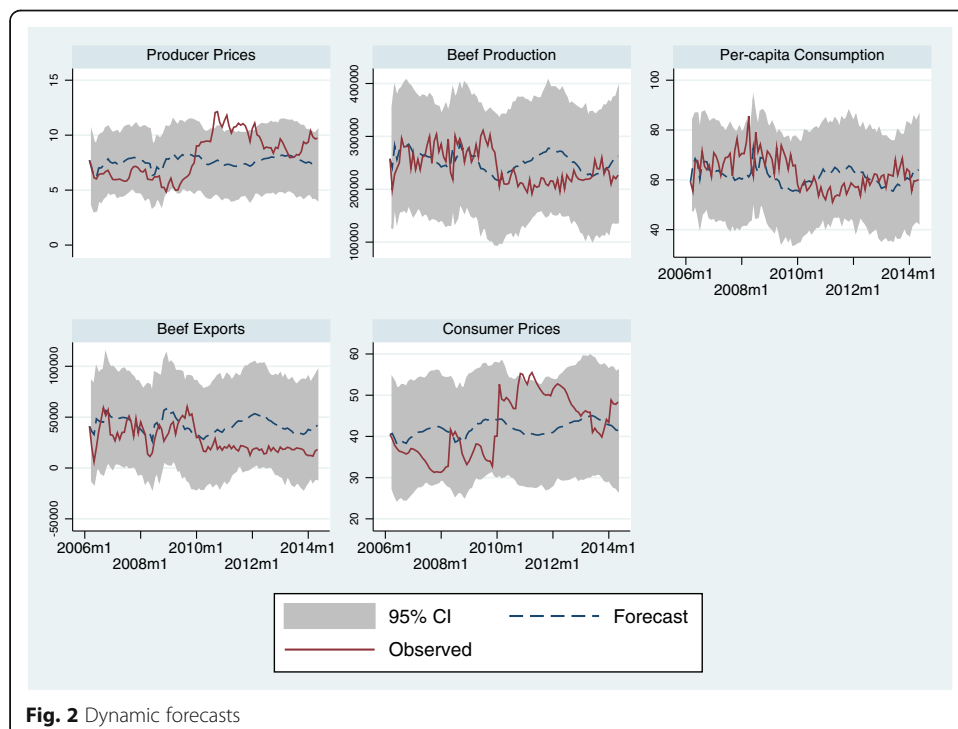 Producer Prices
15
10
5
0
Beef Production
400000
300000
200000
100000
Per-capita Consumption
100
80
60
40
2006m1 2010m1 2014m1
2008m1 2012m1
Beef Exports
100000
50000
0
-50000
2006m1 2010m1 2014m1
2008m1 2012m1
Consumer Prices
60
50
40
30
20
2006m1 2010m1 2014m1
2008m1 2012m1
95% CI Forecast
Observed
Fig. 2 Dynamic forecasts